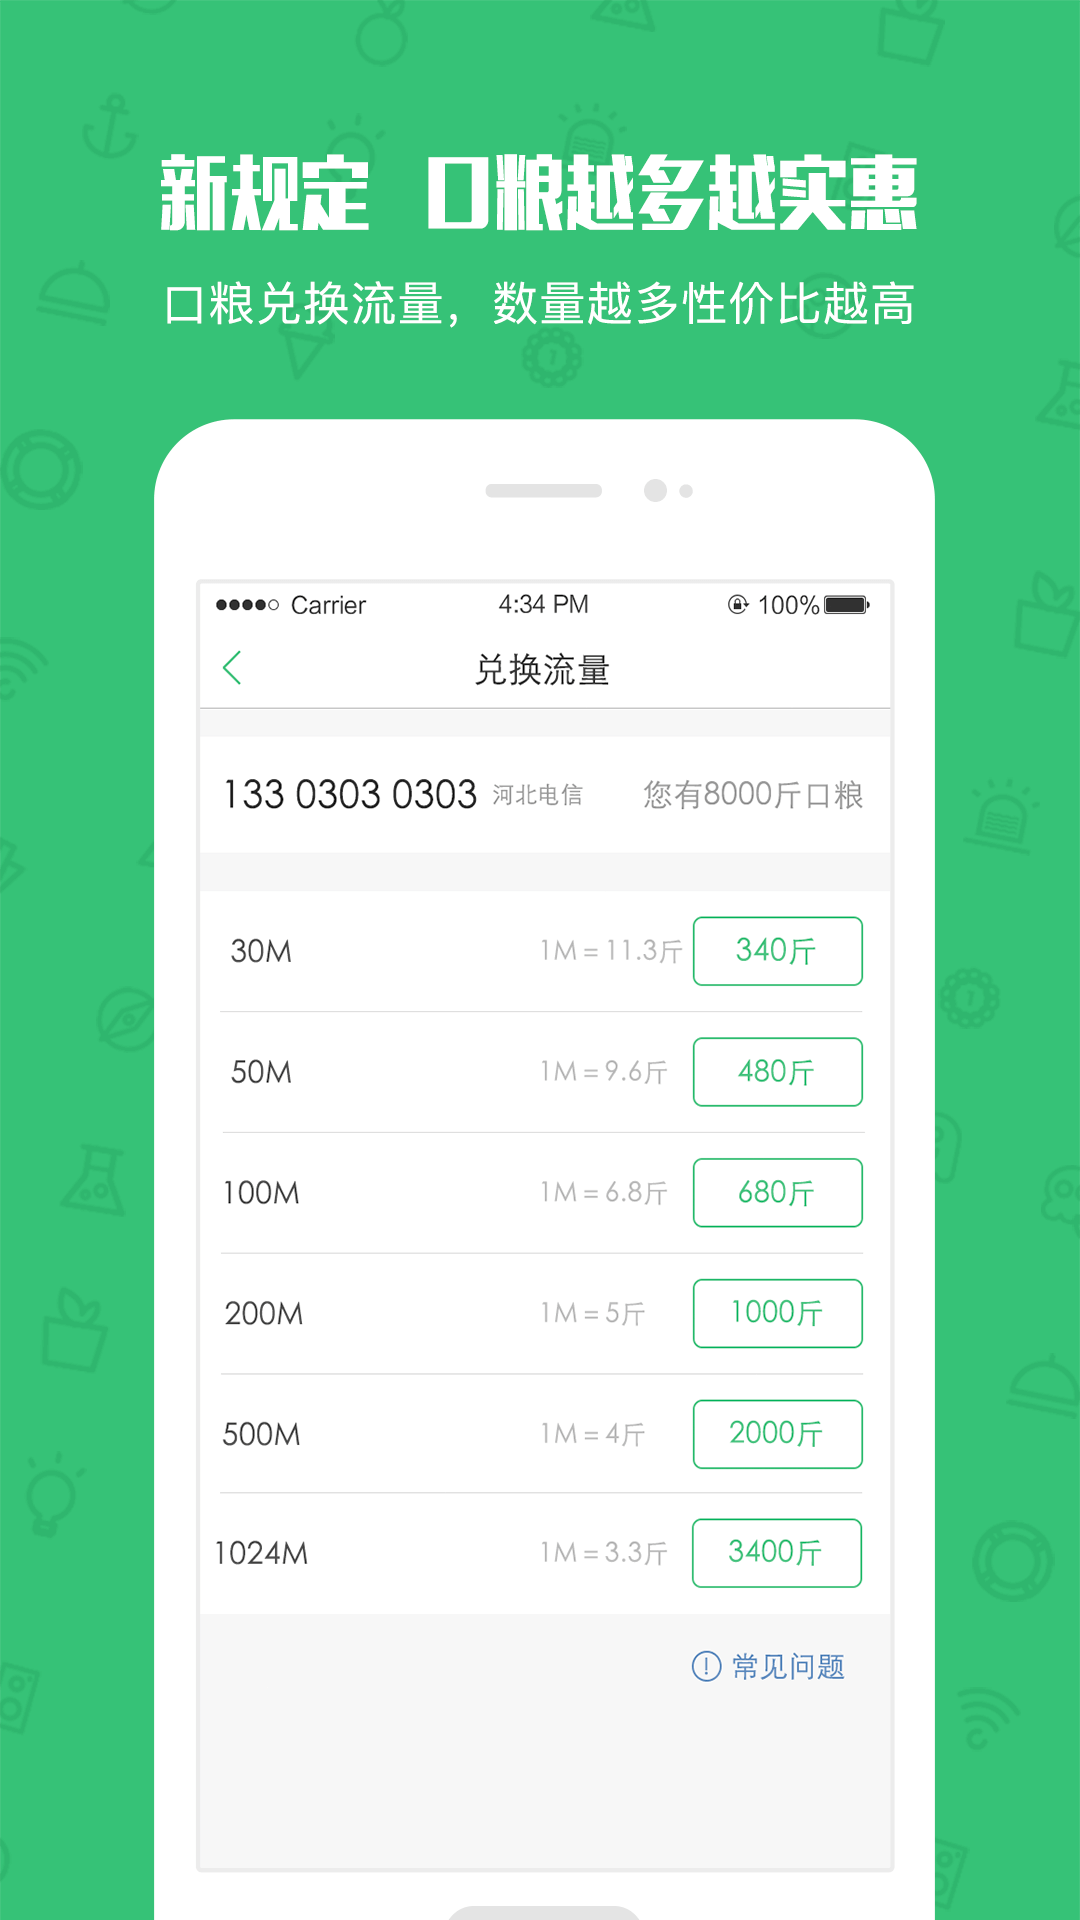 新规定 口粮越多越实惠
口粮兑换流量，数量越多性价比越高
Carrier 4:34 PM 100%
兑换流量
133 0303 0303 河北电信 您有8000斤口粮
30M 1M=11.3斤 340斤
50M 1M=9.6斤 480斤
100M 1M=6.8斤 680斤
200M 1M=5斤 1000斤
500M 1M=4斤 2000斤
1024M 1M=3.3斤 3400斤
常见问题